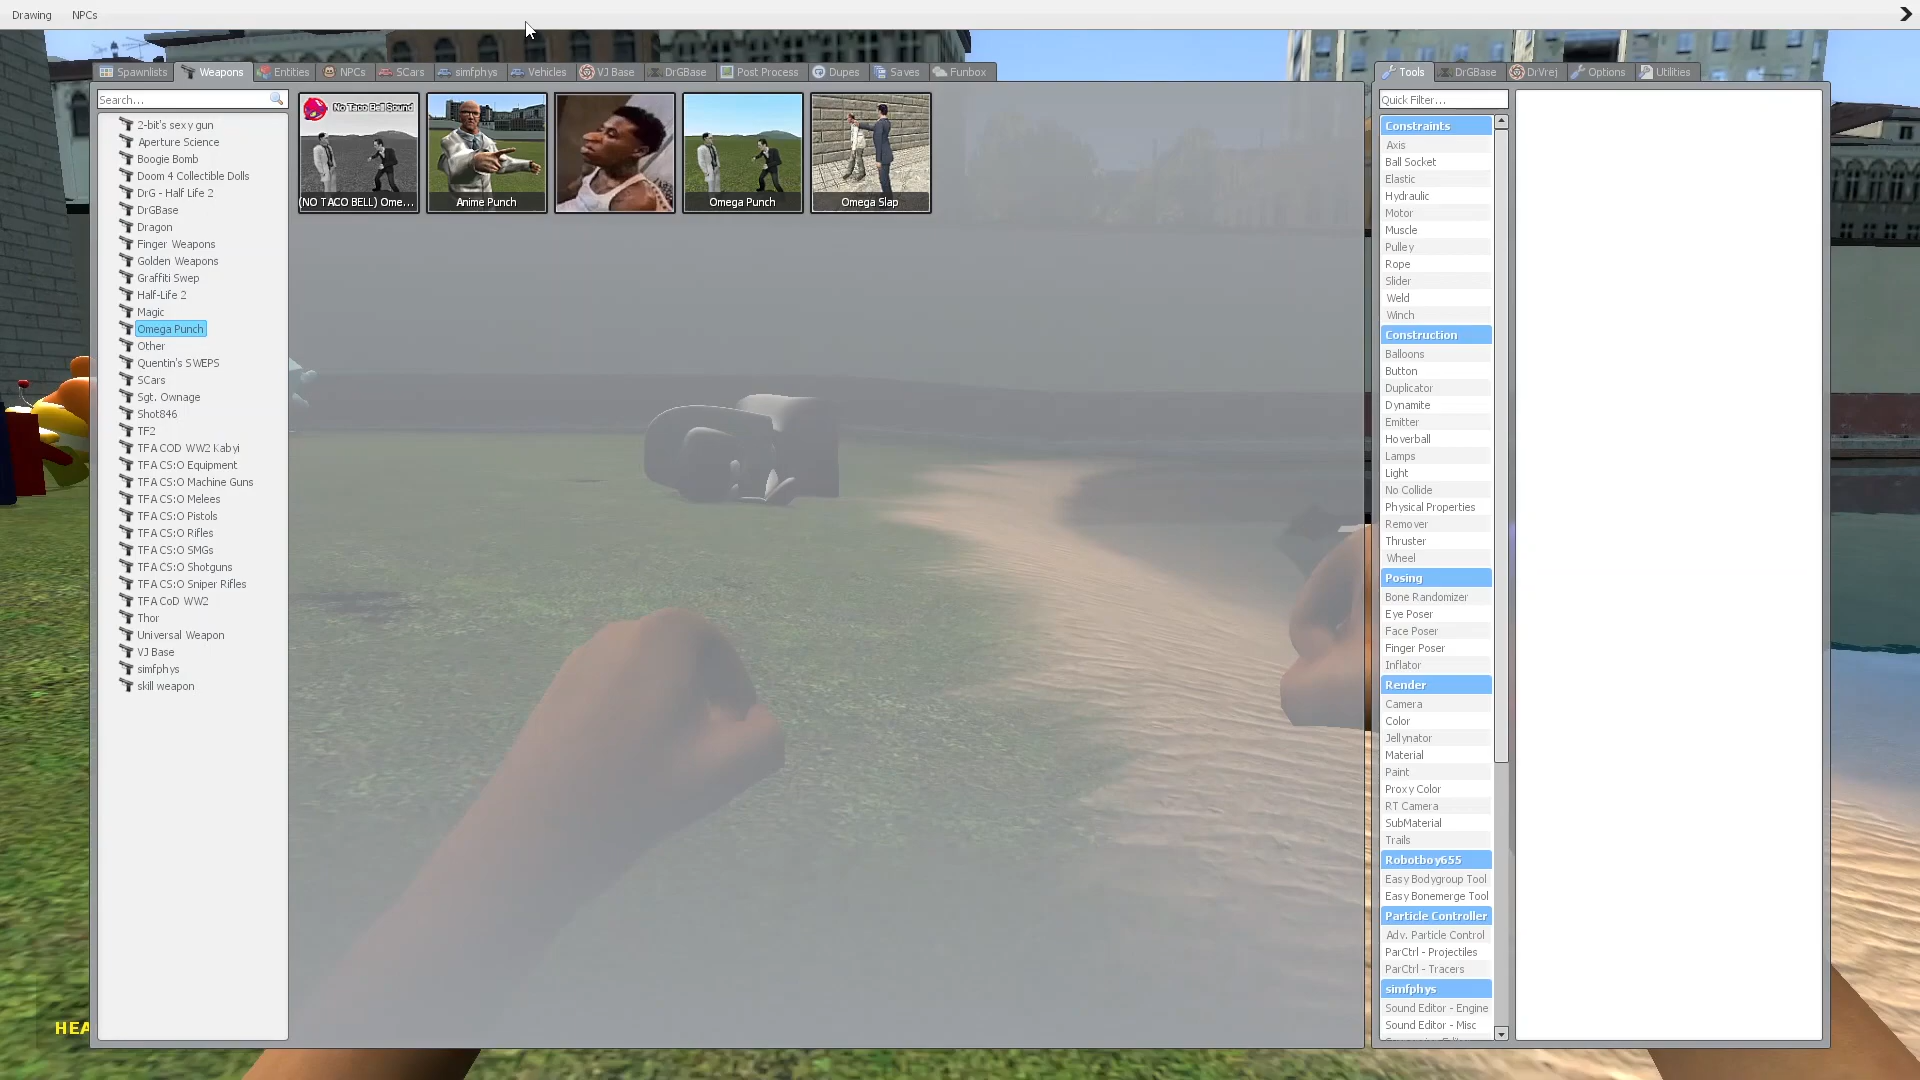 Drawing NPCs
Spawnlists Weapons Entities NPCs SCars simfphys Vehicles VJ Base DrGBase Post Process Dupes Saves Funbox
Tools DrGBase DrVrej Options Utilities
Search...
2-bit's sexy gun
Aperture Science
Boogie Bomb
Doom 4 Collectible Dolls
DrG - Half Life 2
DrGBase
Dragon
Finger Weapons
Golden Weapons
Graffiti Swep
Half-Life 2
Magic
Omega Punch
Other
Quentin's SWEPS
SCars
Sgt. Ownage
Shot846
TF2
TFA COD WW2 Kabyi
TFA CS:O Equipment
TFA CS:O Machine Guns
TFA CS:O Melees
TFA CS:O Pistols
TFA CS:O Rifles
TFA CS:O SMGs
TFA CS:O Shotguns
TFA CS:O Sniper Rifles
TFA CoD WW2
Thor
Universal Weapon
VJ Base
simfphys
skill weapon
No Taco Bell Sound
(NO TACO BELL) Ome...
Anime Punch
Omega Punch
Omega Slap
Quick Filter...
Constraints
Axis
Ball Socket
Elastic
Hydraulic
Motor
Muscle
Pulley
Rope
Slider
Weld
Winch
Construction
Balloons
Button
Duplicator
Dynamite
Emitter
Hoverball
Lamps
Light
No Collide
Physical Properties
Remover
Thruster
Wheel
Posing
Bone Randomizer
Eye Poser
Face Poser
Finger Poser
Inflator
Render
Camera
Color
Jellynator
Material
Paint
Proxy Color
RT Camera
SubMaterial
Trails
Robotboy655
Easy Bodygroup Tool
Easy Bonemerge Tool
Particle Controller
Adv. Particle Control
ParCtrl - Projectiles
ParCtrl - Tracers
simfphys
Sound Editor - Engine
Sound Editor - Misc
HEA